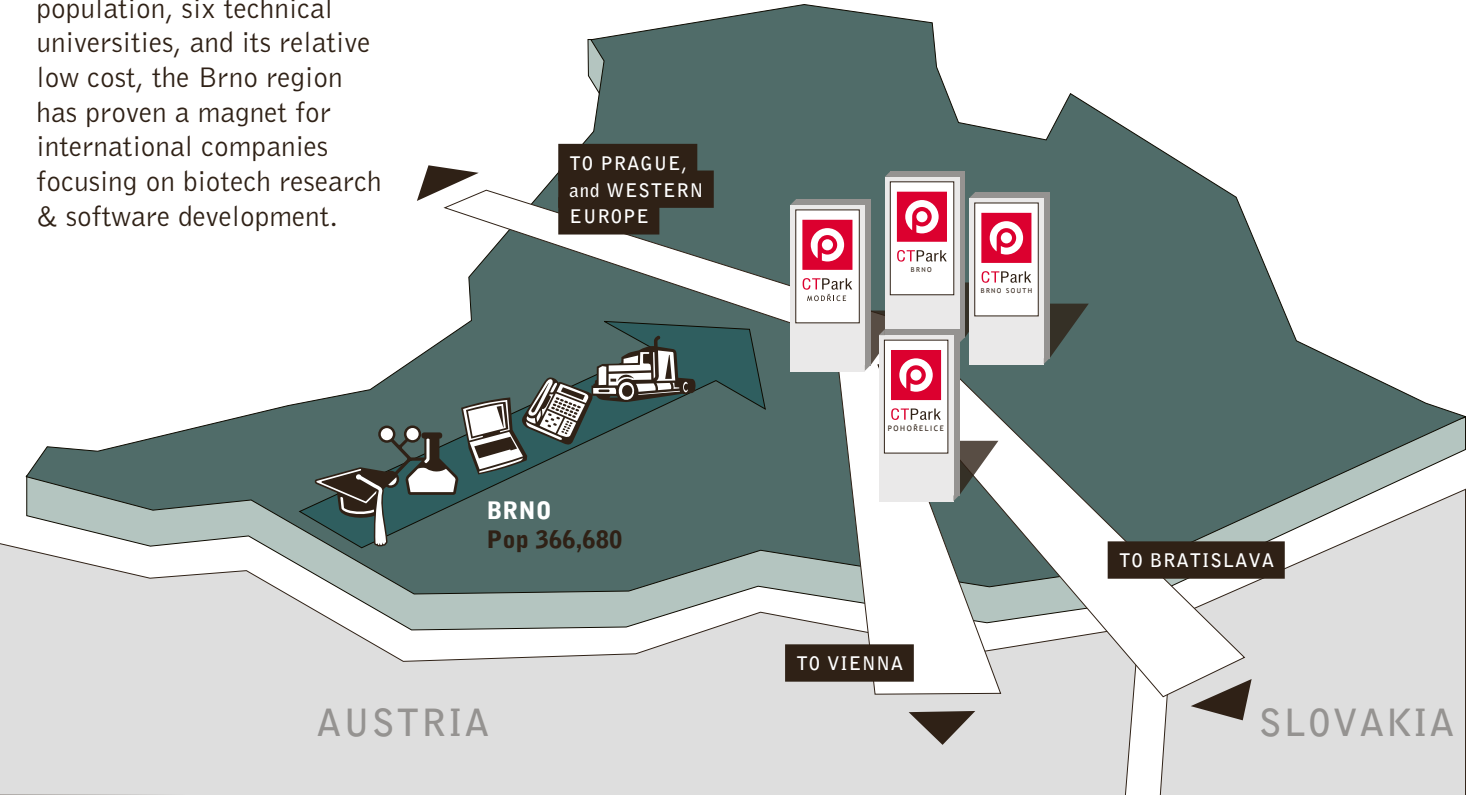 population, six technical
universities, and its relative
low cost, the Brno region
has proven a magnet for
international companies
focusing on biotech research
& software development.
TO PRAGUE,
and WESTERN
EUROPE
CTPark
MODŘICE
CTPark
BRNO
CTPark
BRNO SOUTH
CTPark
POHOŘELICE
BRNO
Pop 366,680
TO BRATISLAVA
TO VIENNA
AUSTRIA
SLOVAKIA